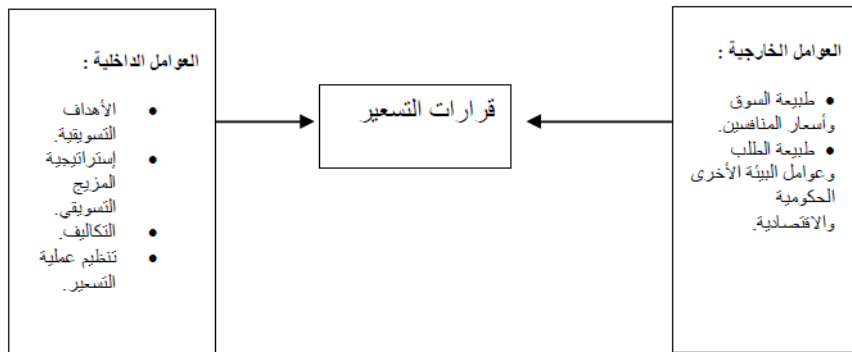 العوامل الخارجية :
• طبيعة السوق
وأسعار المنافسين.
• طبيعة الطلب
وعوامل البيئة الأخرى
الحكومية
والاقتصادية.
قرارات التسعير
العوامل الداخلية :
• الأهداف
التسويقية.
• إستراتيجية
المزيج
التسويقي.
• التكاليف.
• تنظيم عملية
التسعير..